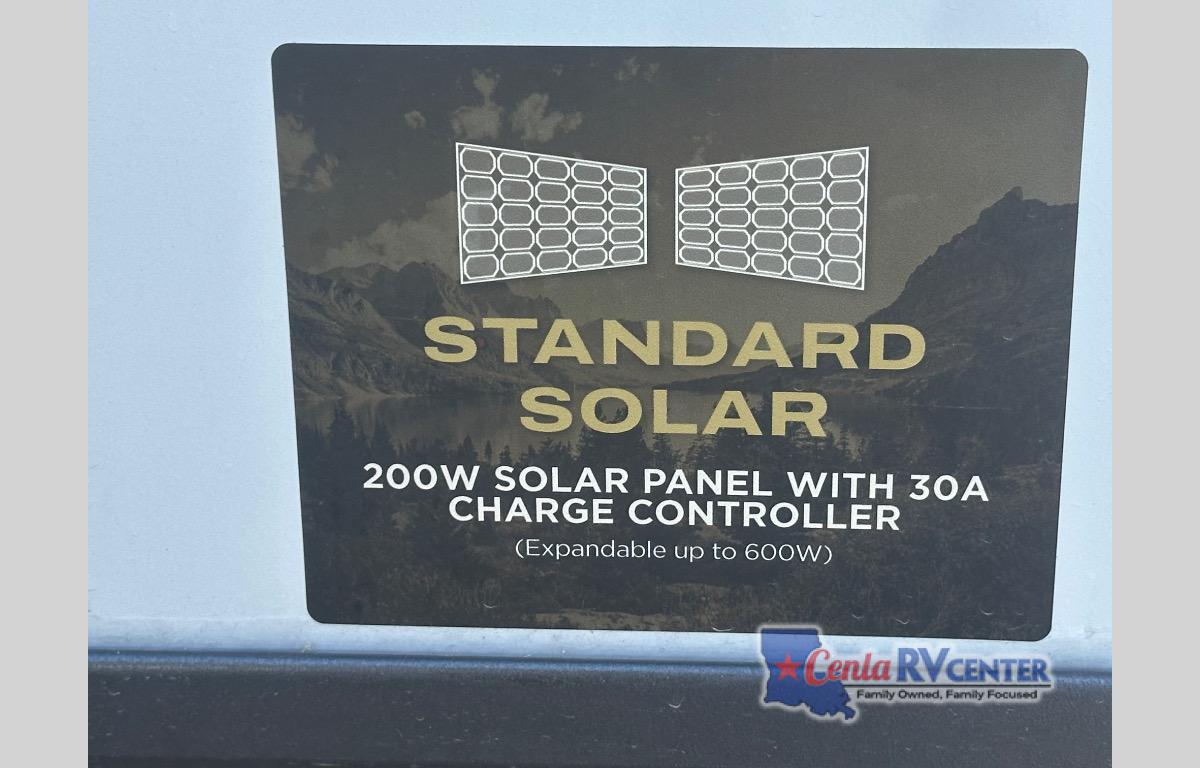 STANDARD
SOLAR
200W SOLAR PANEL WITH 30A
CHARGE CONTROLLER
(Expandable up to 600W)
Cenla RV CENTER
Family Owned, Family Focused